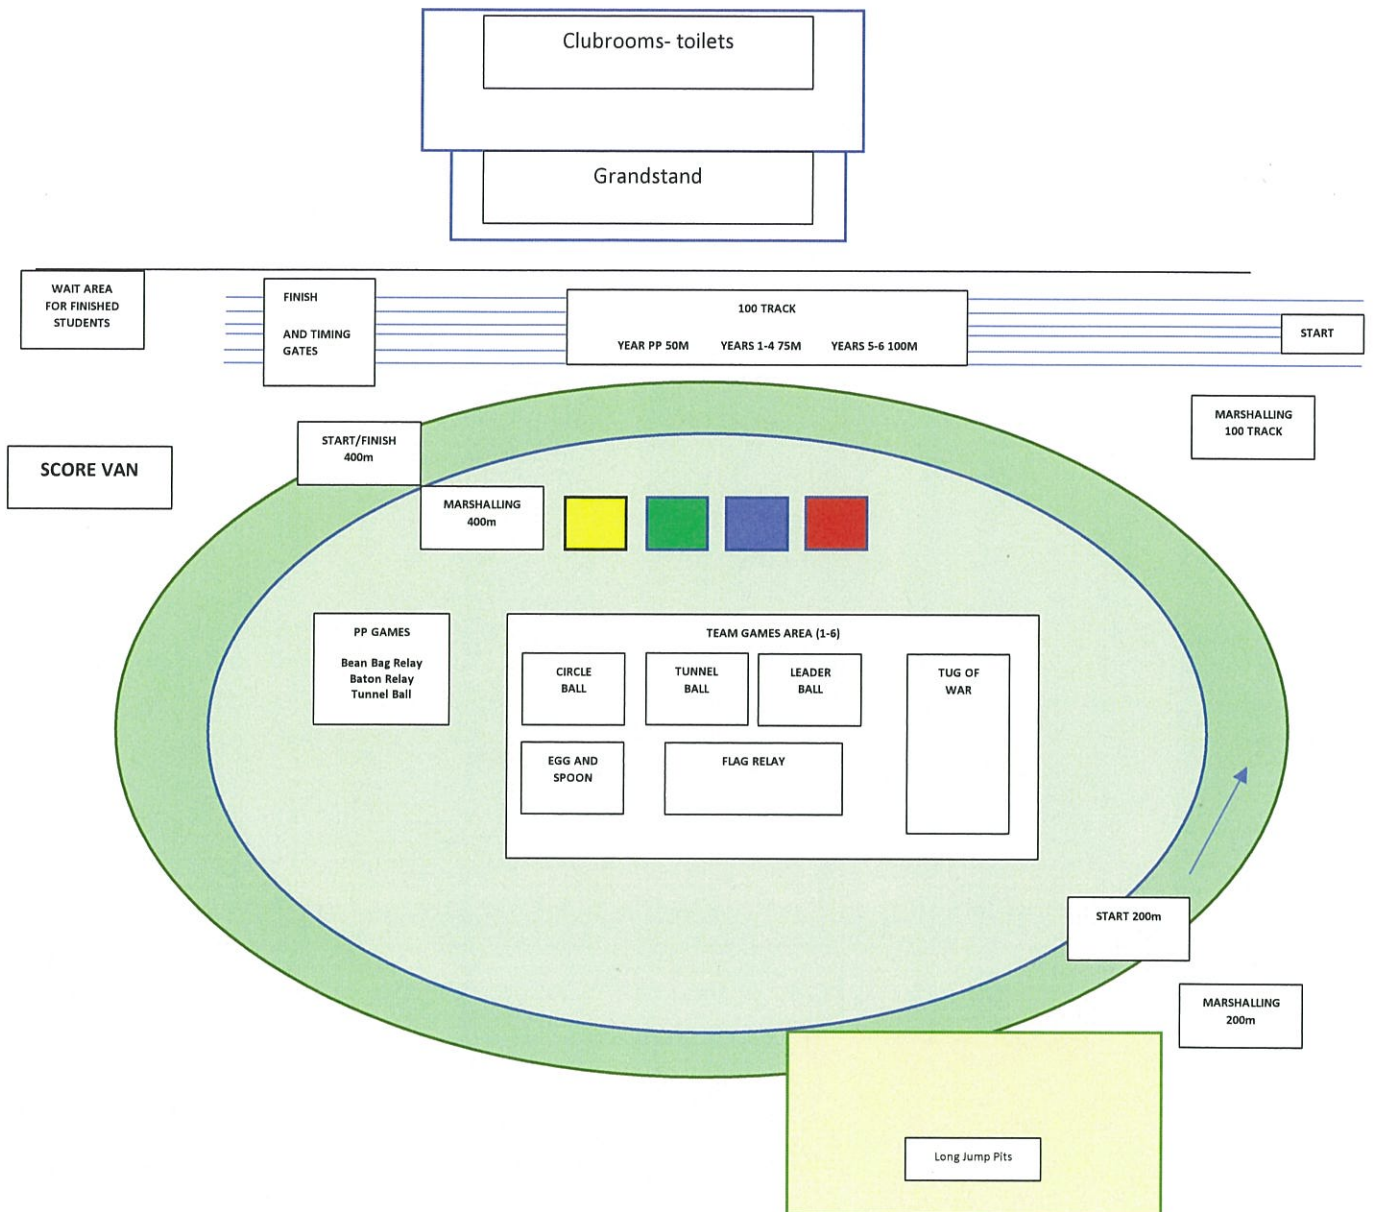 Clubrooms- toilets
Grandstand
WAIT AREA
FOR FINISHED
STUDENTS
FINISH
AND TIMING
GATES
100 TRACK
YEAR PP 50M YEARS 1-4 75M YEARS 5-6 100M
START
MARSHALLING
100 TRACK
START/FINISH
400m
SCORE VAN
MARSHALLING
400m
PP GAMES
Bean Bag Relay
Baton Relay
Tunnel Ball
TEAM GAMES AREA (1-6)
CIRCLE
BALL
TUNNEL
BALL
LEADER
BALL
TUG OF
WAR
EGG AND
SPOON
FLAG RELAY
START 200m
MARSHALLING
200m
Long Jump Pits